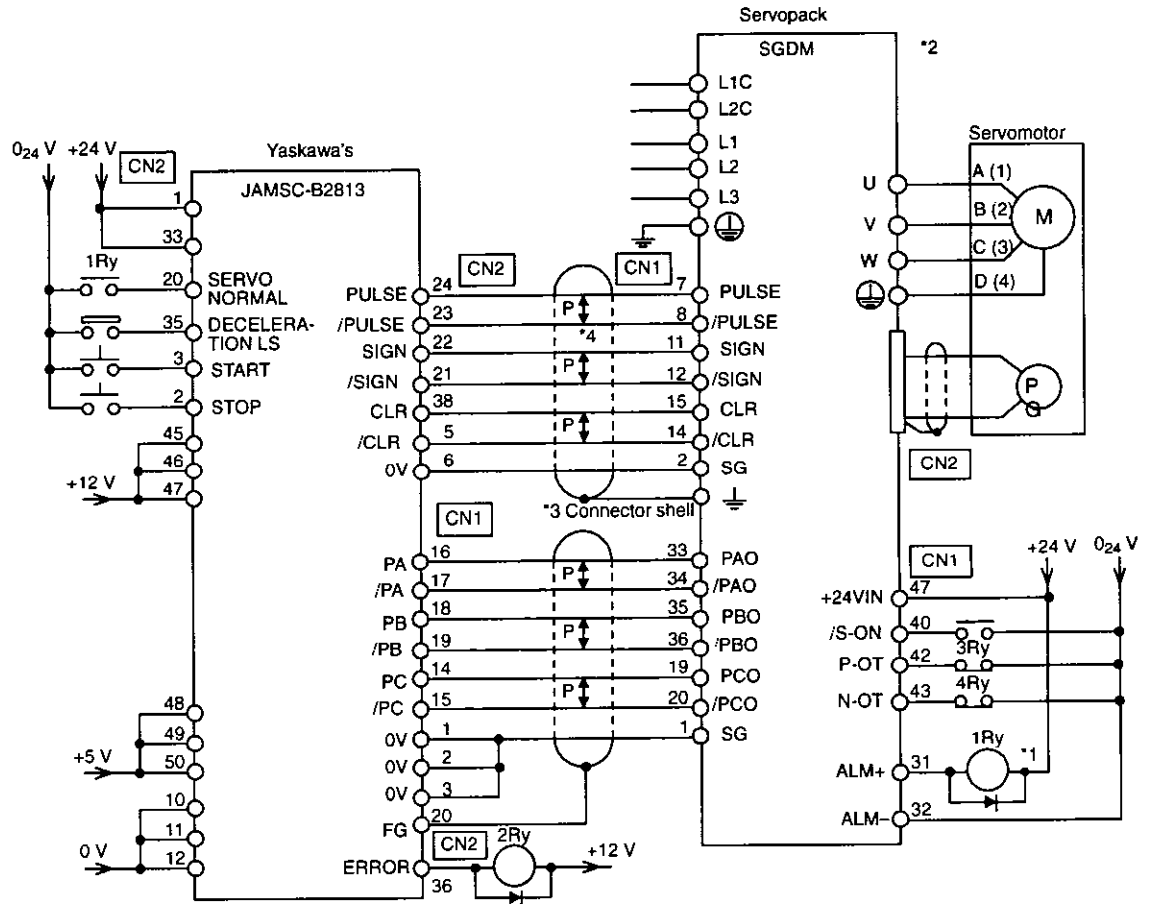 Servopack
SGDM
*2
L1C
L2C
L1
L2
L3
Servomotor
U
V
W
A (1)
B (2)
C (3)
D (4)
M
P
G
CN2
0₂₄ V
+24 V
CN2
Yaskawa's
JAMSC-B2813
1
33
1Ry
20
SERVO
NORMAL
35
DECELERA-
TION LS
3
START
2
STOP
45
46
+12 V
47
48
49
+5 V
50
10
11
0 V
12
CN2
CN1
PULSE 24 P 7 PULSE
/PULSE 23 *4 8 /PULSE
SIGN 22 P 11 SIGN
/SIGN 21 12 /SIGN
CLR 38 P 15 CLR
/CLR 5 14 /CLR
0V 6 2 SG
*3 Connector shell
CN1
PA 16 P 33 PAO
/PA 17 34 /PAO
PB 18 P 35 PBO
/PB 19 36 /PBO
PC 14 P 19 PCO
/PC 15 20 /PCO
0V 1 1 SG
0V 2
0V 3
FG 20
CN2
2Ry
+12 V
ERROR
36
CN1
+24 V
0₂₄ V
+24VIN 47
/S-ON 40
3Ry
P-OT 42
4Ry
N-OT 43
1Ry
*1
ALM+ 31
ALM− 32